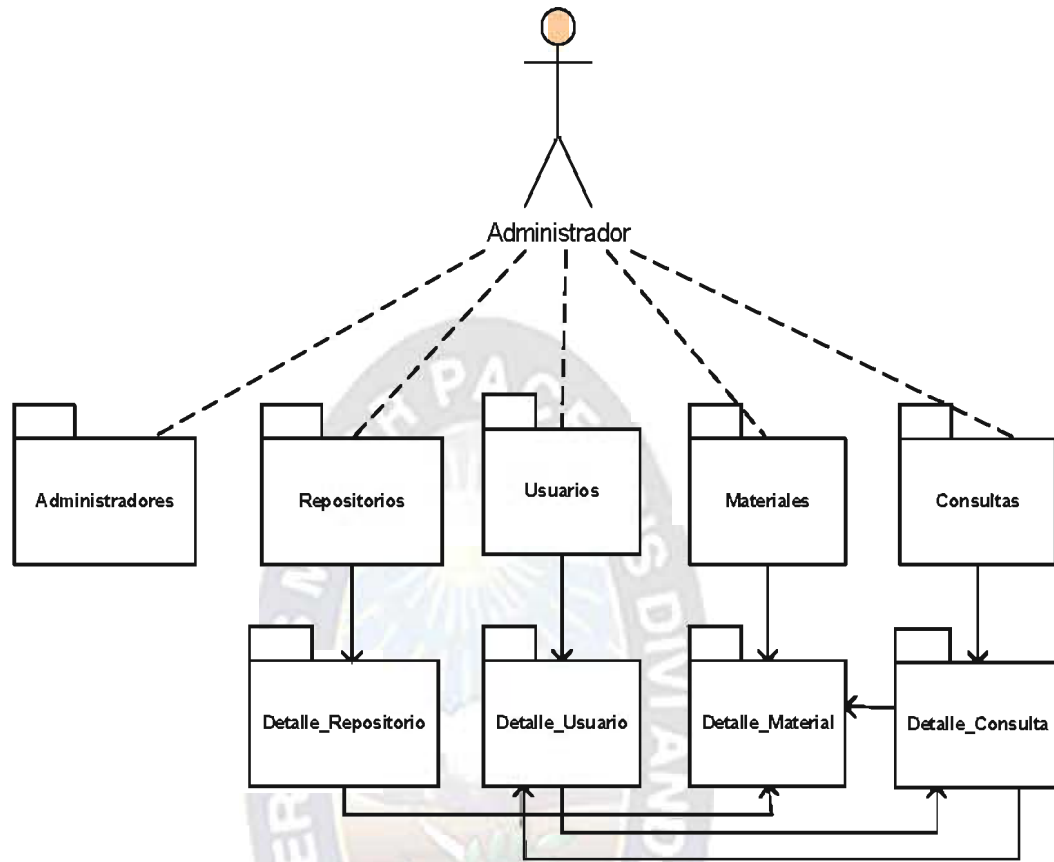 Administrador
Administradores
Repositorios
Usuarios
Materiales
Consultas
Detalle_Repositorio
Detalle_Usuario
Detalle_Material
Detalle_Consulta